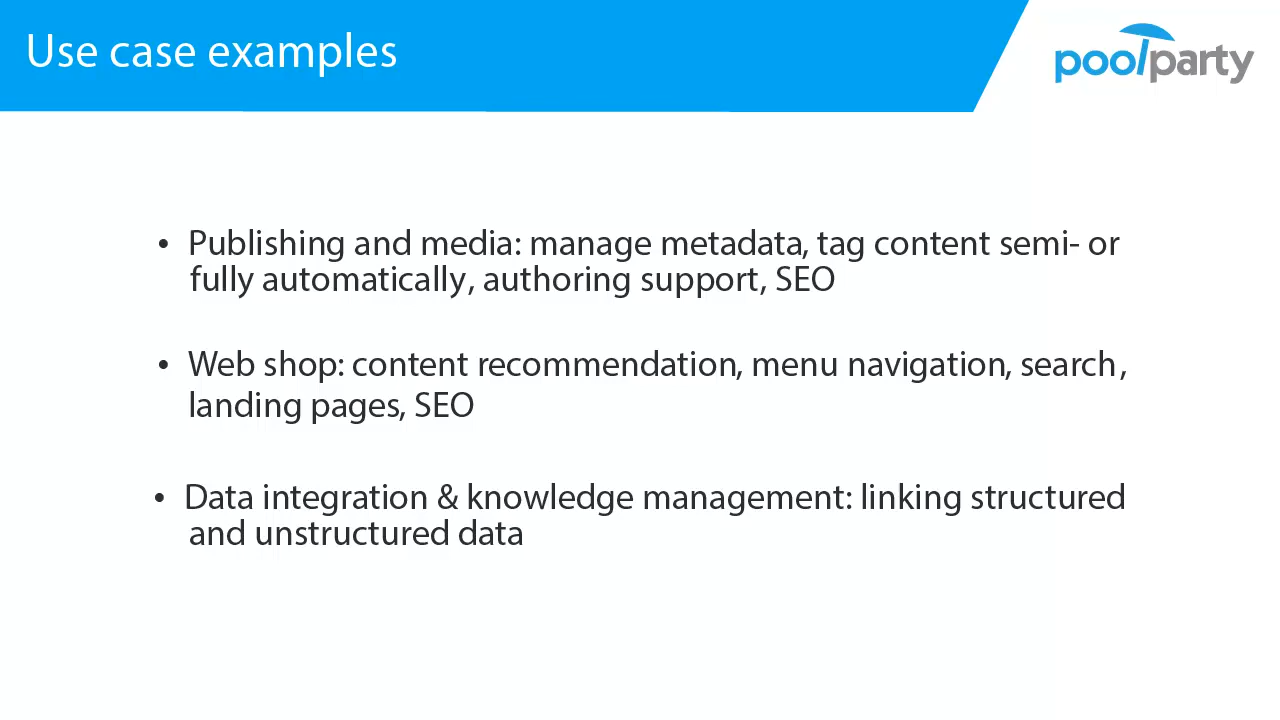 Use case examples
poolparty
• Publishing and media: manage metadata, tag content semi- or
fully automatically, authoring support, SEO
• Web shop: content recommendation, menu navigation, search,
landing pages, SEO
• Data integration & knowledge management: linking structured
and unstructured data